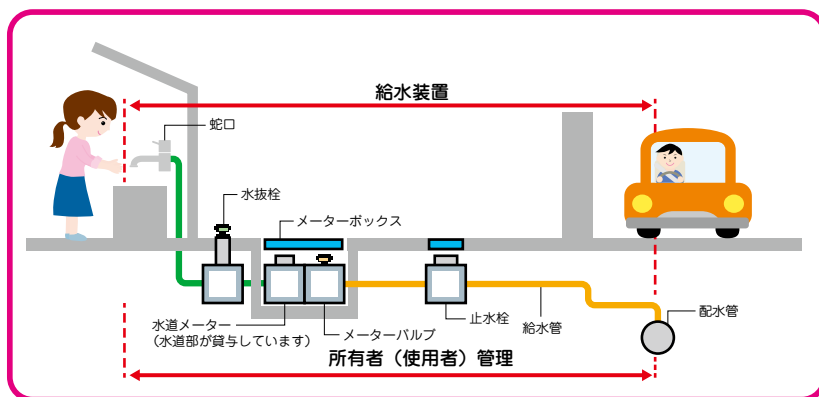 給水装置
蛇口
水抜栓
メーターボックス
水道メーター
（水道部が貸与しています）
メーターバルブ
止水栓
給水管
配水管
所有者（使用者）管理